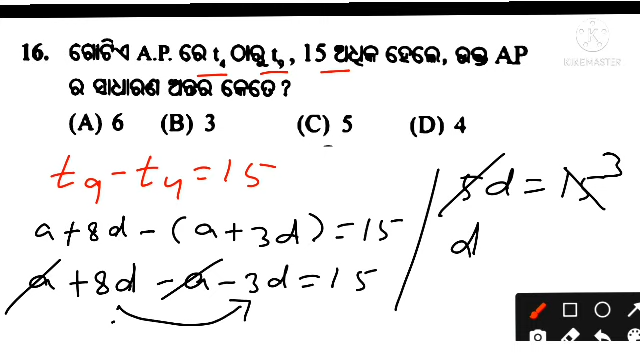 16. ଗୋଟିଏ A.P. ରେ t₄ ଠାରୁ t₉, 15 ଅଧିକ ହେଲେ, ଉକ୍ତ AP
ର ସାଧାରଣ ଅନ୍ତର କେତେ ?
(A) 6 (B) 3 (C) 5 (D) 4
t₉ - t₄ = 15
a + 8d - (a + 3d) = 15
a + 8d - a - 3d = 15
5d = 15 3
d
KINEMASTER